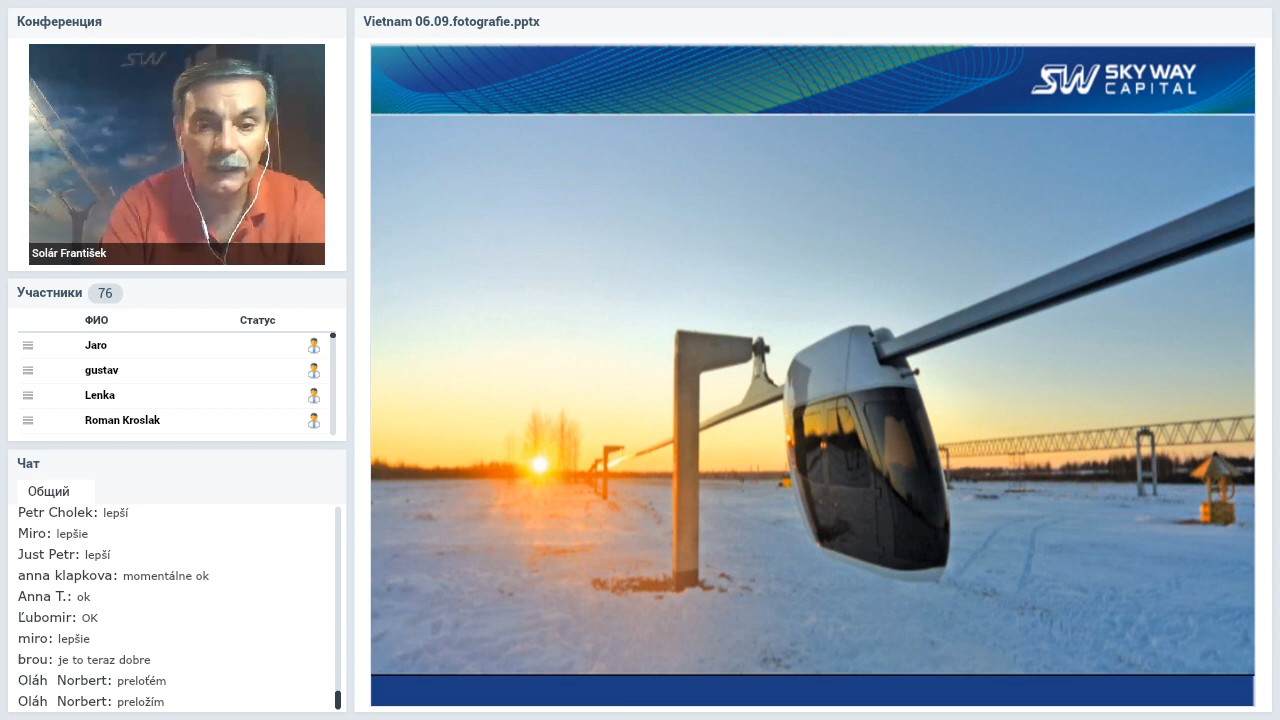 Конференция
SW
Solár František
Участники 76
ФИО Статус
Jaro
gustav
Lenka
Roman Kroslak
Чат
Общий
Petr Cholek: lepší
Miro: lepšie
Just Petr: lepší
anna klapkova: momentálne ok
Anna T.: ok
Ľubomir: OK
miro: lepšie
brou: je to teraz dobre
Oláh Norbert: preloťém
Oláh Norbert: preložím
Vietnam 06.09.fotografie.pptx
SW SKY WAY
CAPITAL